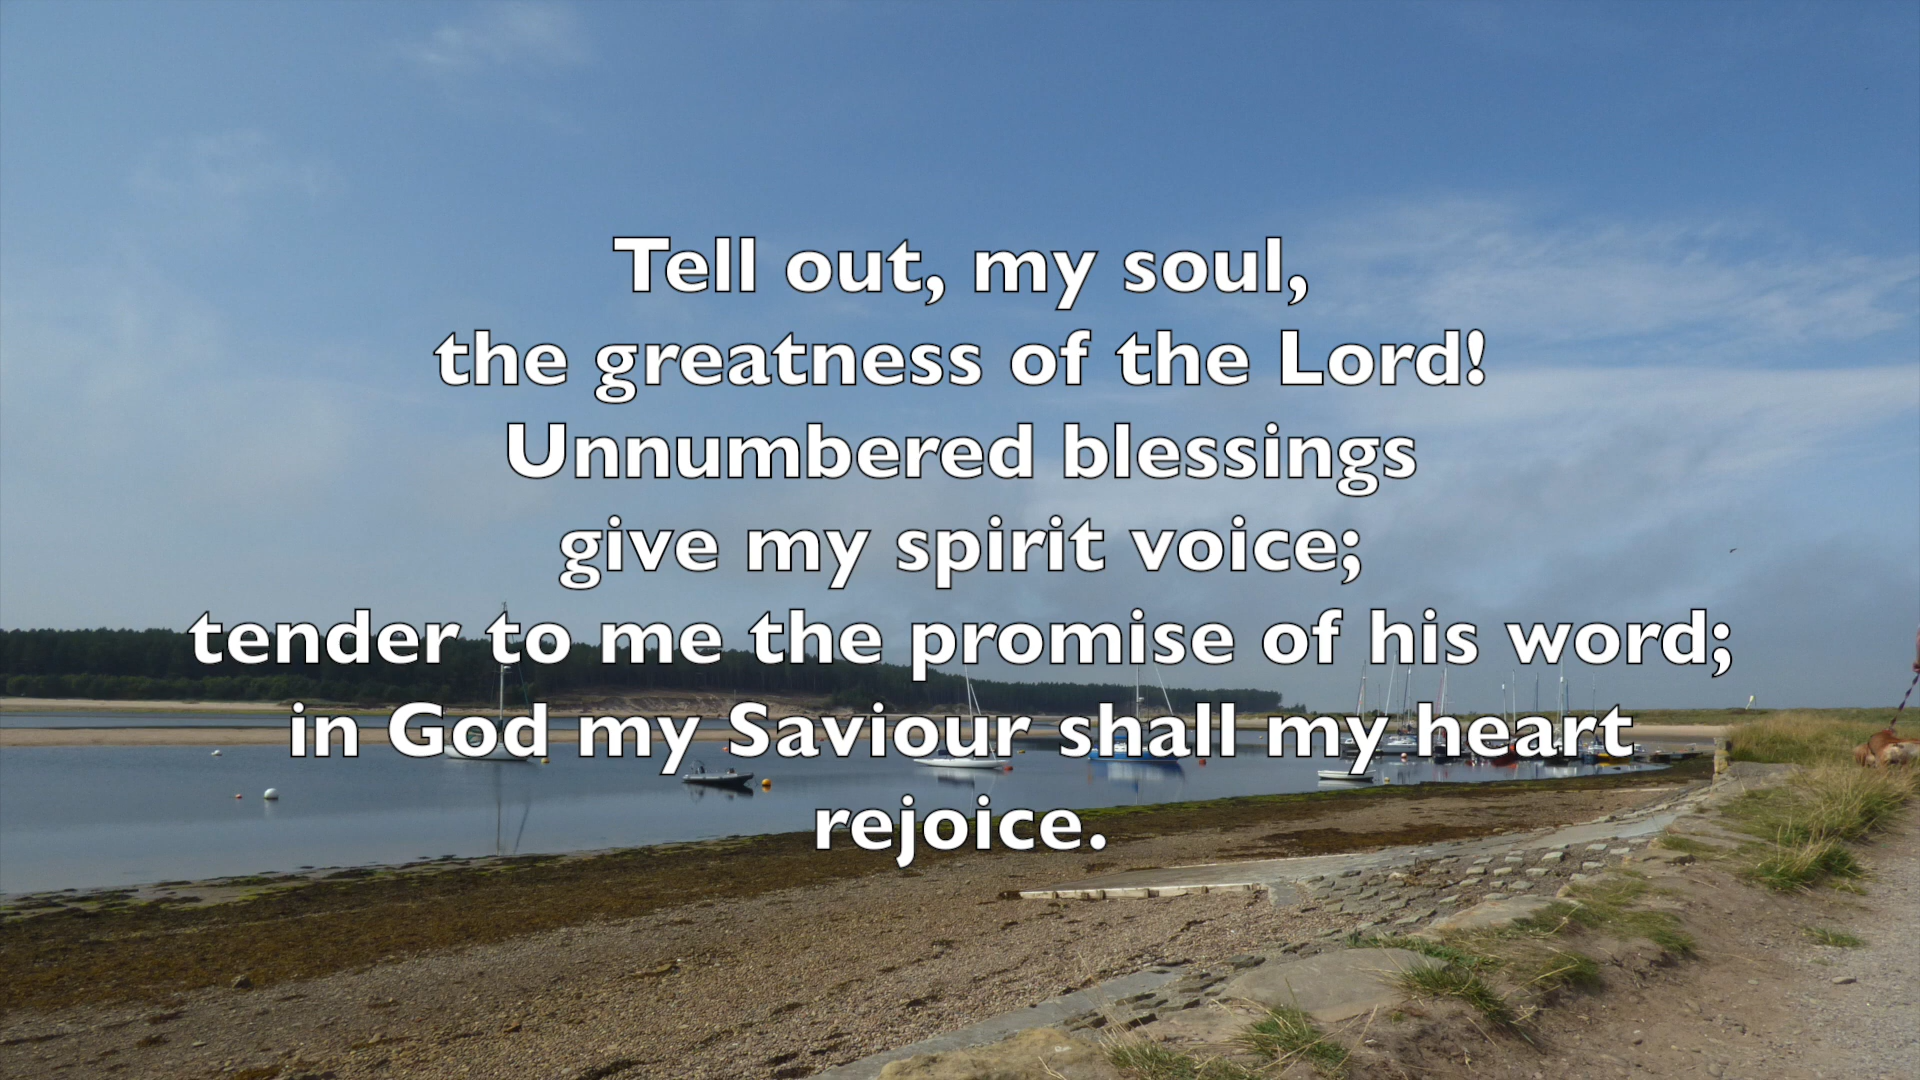 Tell out, my soul,
the greatness of the Lord!
Unnumbered blessings
give my spirit voice;
tender to me the promise of his word;
in God my Saviour shall my heart
rejoice.